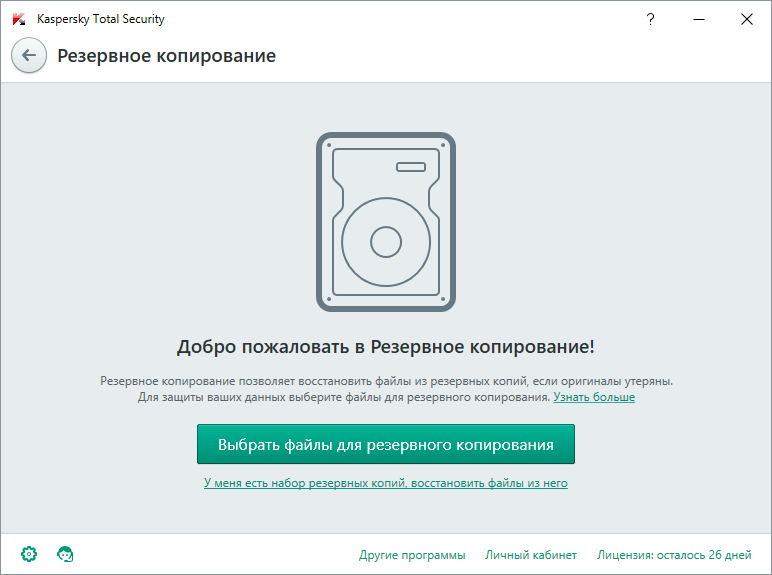 Kaspersky Total Security
?
Резервное копирование
Добро пожаловать в Резервное копирование!
Резервное копирование позволяет восстановить файлы из резервных копий, если оригиналы утеряны.
Для защиты ваших данных выберите файлы для резервного копирования. Узнать больше
Выбрать файлы для резервного копирования
У меня есть набор резервных копий, восстановить файлы из него
Другие программы Личный кабинет Лицензия: осталось 26 дней